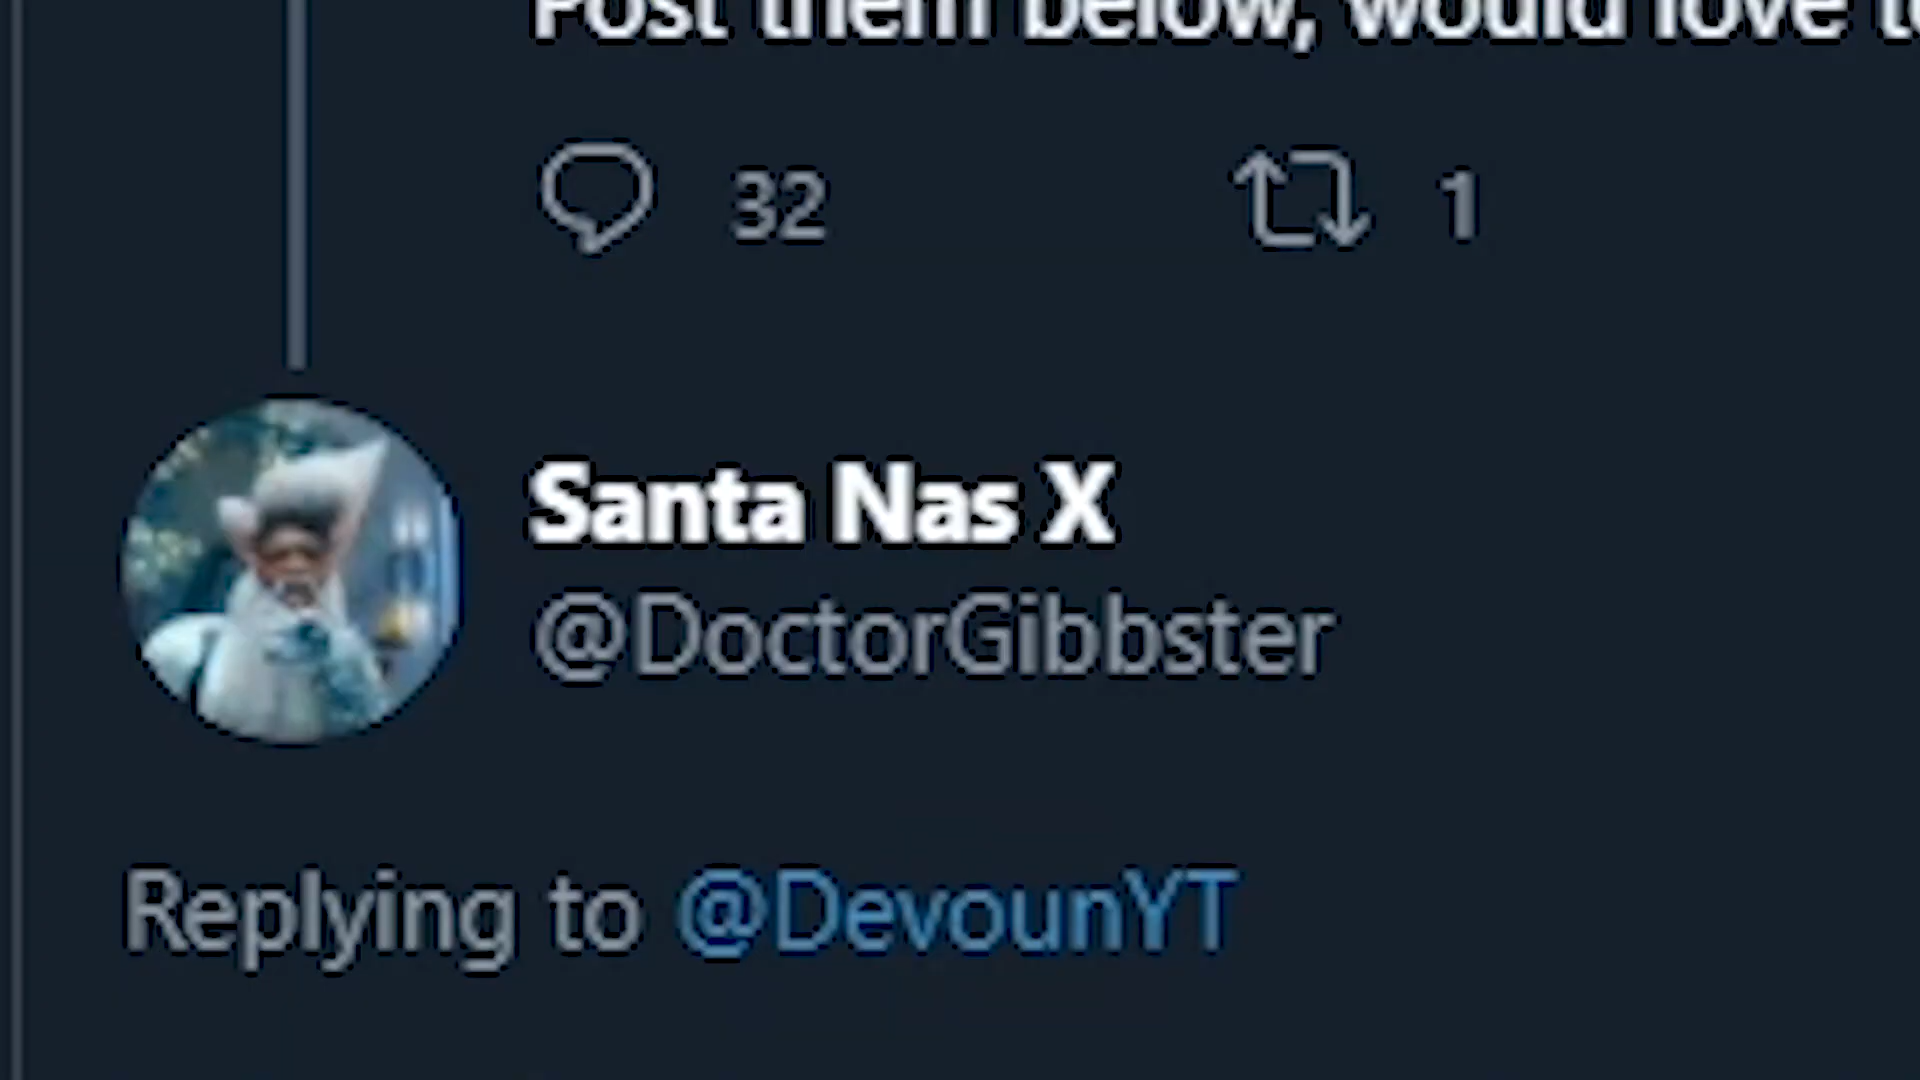 Post them below, would love
32 1
Santa Nas X
@DoctorGibbster
Replying to @DevounYT